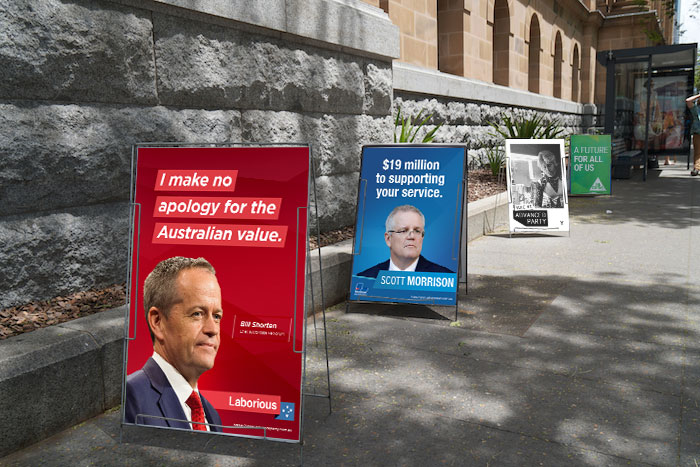 I make no
apology for the
Australian value.
Bill Shorten
Laborious
$19 million
to supporting
your service.
SCOTT MORRISON
ADVANCE
PARTY
A FUTURE
FOR ALL
OF US